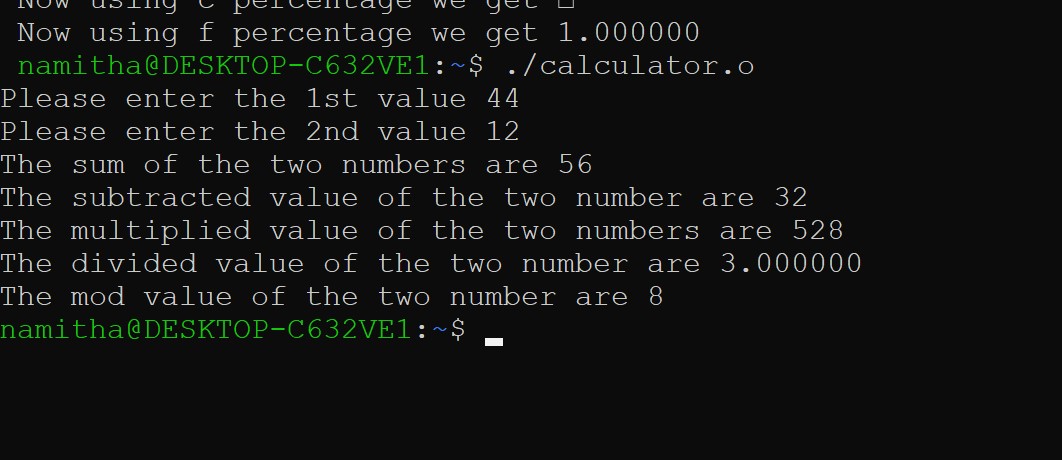 Now using c percentage we get □
Now using f percentage we get 1.000000
namitha@DESKTOP-C632VE1:~$ ./calculator.o
Please enter the 1st value 44
Please enter the 2nd value 12
The sum of the two numbers are 56
The subtracted value of the two number are 32
The multiplied value of the two numbers are 528
The divided value of the two number are 3.000000
The mod value of the two number are 8
namitha@DESKTOP-C632VE1:~$